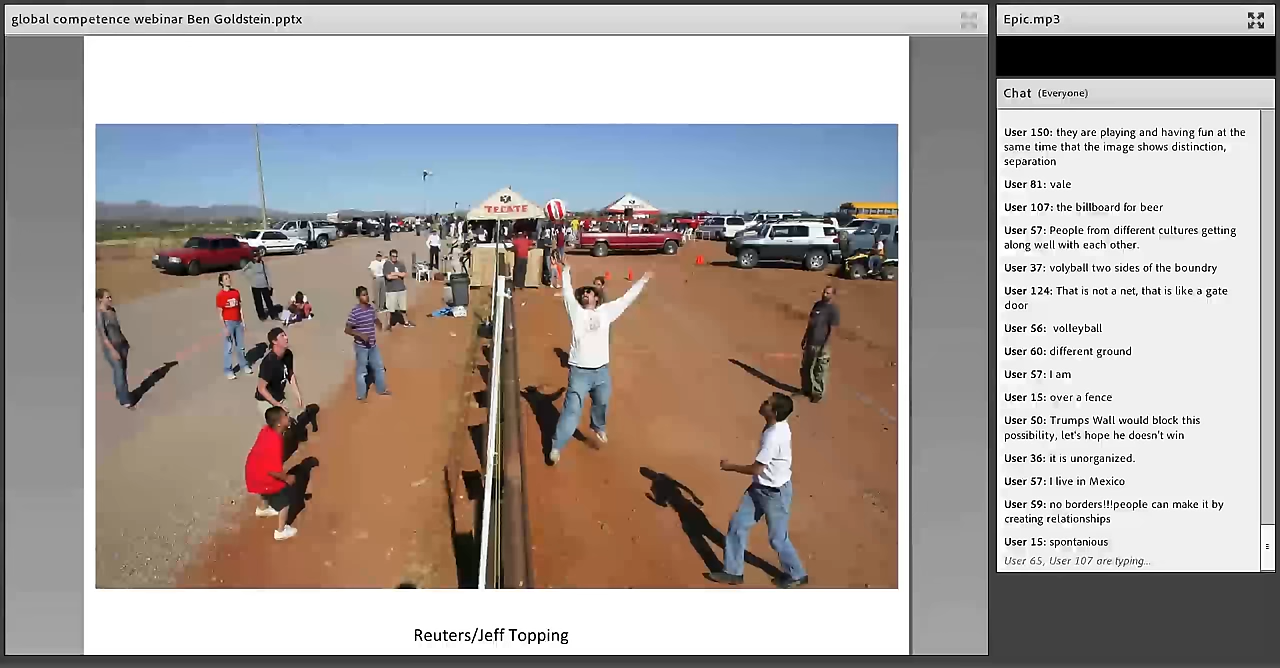 global competence webinar Ben Goldstein.pptx
TECATE
Reuters/Jeff Topping
Epic.mp3
Chat (Everyone)
User 150: they are playing and having fun at the
same time that the image shows distinction,
separation
User 81: vale
User 107: the billboard for beer
User 57: People from different cultures getting
along well with each other.
User 37: volyball two sides of the boundry
User 124: That is not a net, that is like a gate
door
User 56: volleyball
User 60: different ground
User 57: I am
User 15: over a fence
User 50: Trumps Wall would block this
possibility, let's hope he doesn't win
User 36: it is unorganized.
User 57: I live in Mexico
User 59: no borders!!!people can make it by
creating relationships
User 15: spontanious
User 65, User 107 are typing...